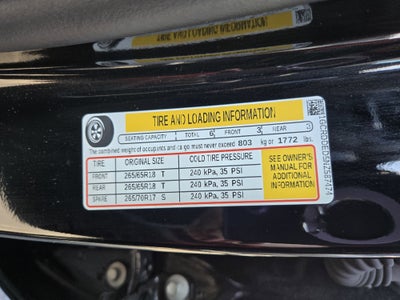 TIRE AND LOADING INFORMATION
SEATING CAPACITY TOTAL 6 FRONT 3 REAR 3
The combined weight of occupants and cargo must never exceed 803 kg or 1772 lbs.
TIRE ORIGINAL SIZE COLD TIRE PRESSURE
FRONT 265/65R18 T 240 kPa, 35 PSI
REAR 265/65R18 T 240 kPa, 35 PSI
SPARE 265/70R17 S 240 kPa, 35 PSI
SEE OWNER'S
MANUAL FOR
ADDITIONAL
INFORMATION